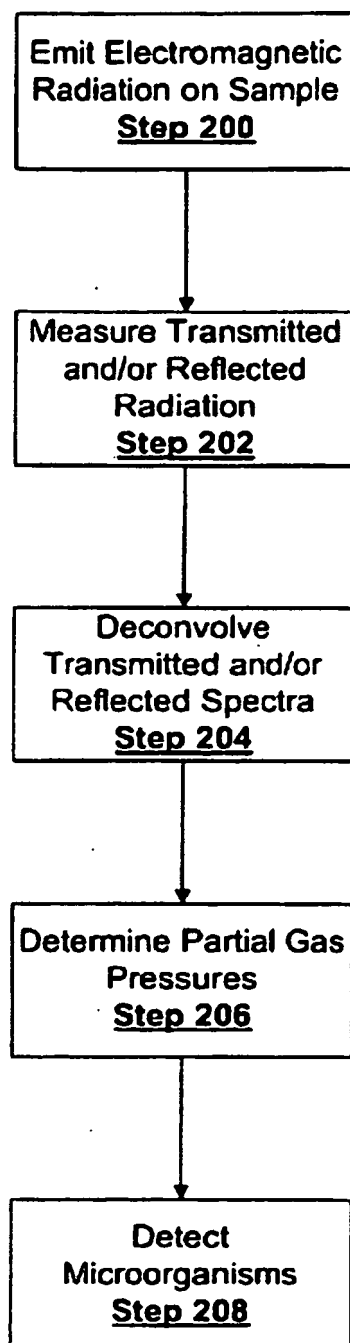 Emit Electromagnetic
Radiation on Sample
Step 200
Measure Transmitted
and/or Reflected
Radiation
Step 202
Deconvolve
Transmitted and/or
Reflected Spectra
Step 204
Determine Partial Gas
Pressures
Step 206
Detect
Microorganisms
Step 208